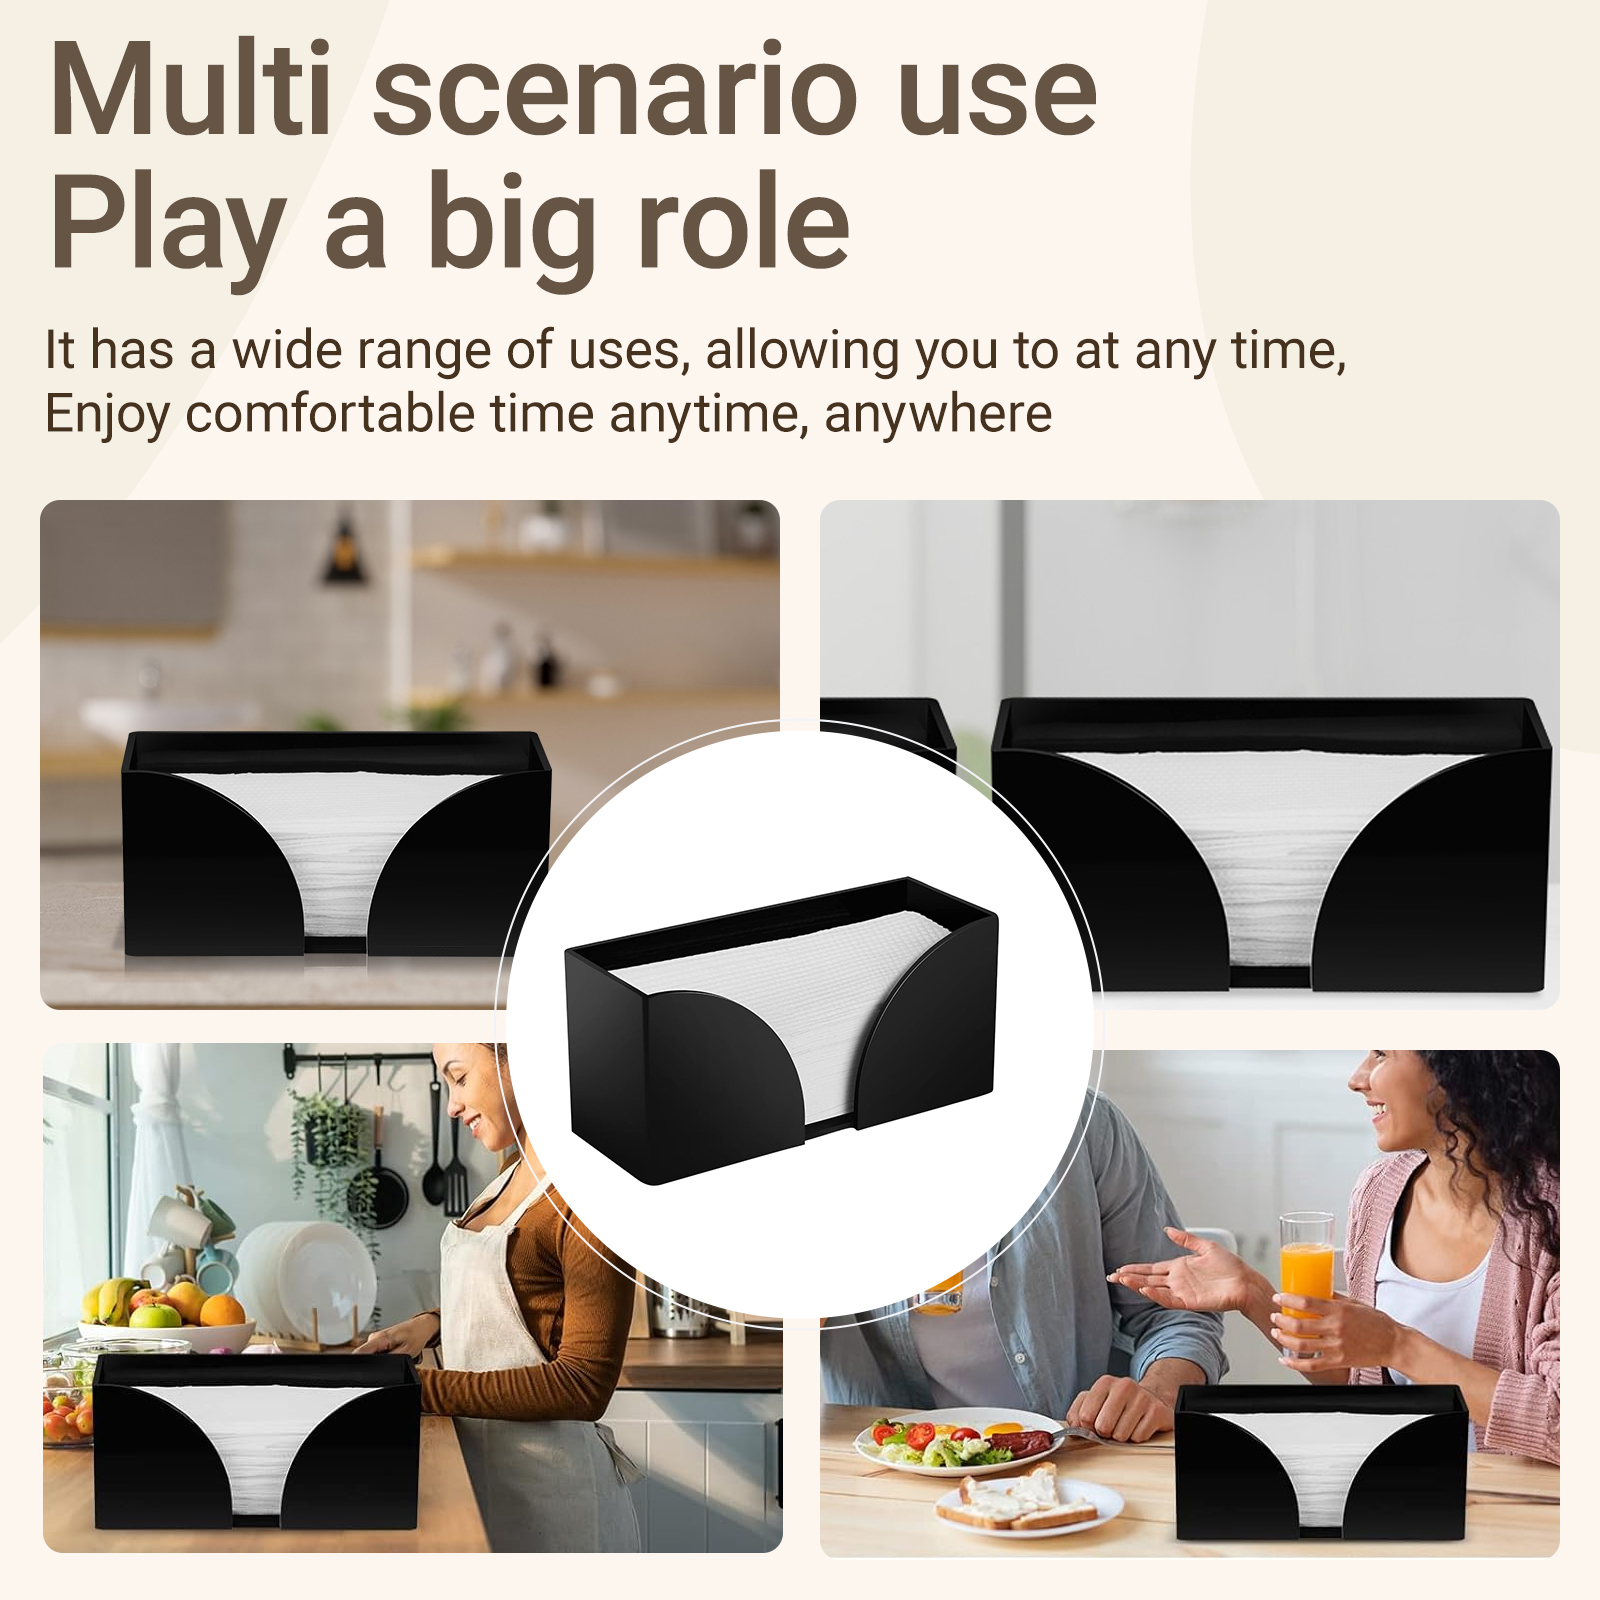 Multi scenario use
Play a big role
It has a wide range of uses, allowing you to at any time,
Enjoy comfortable time anytime, anywhere